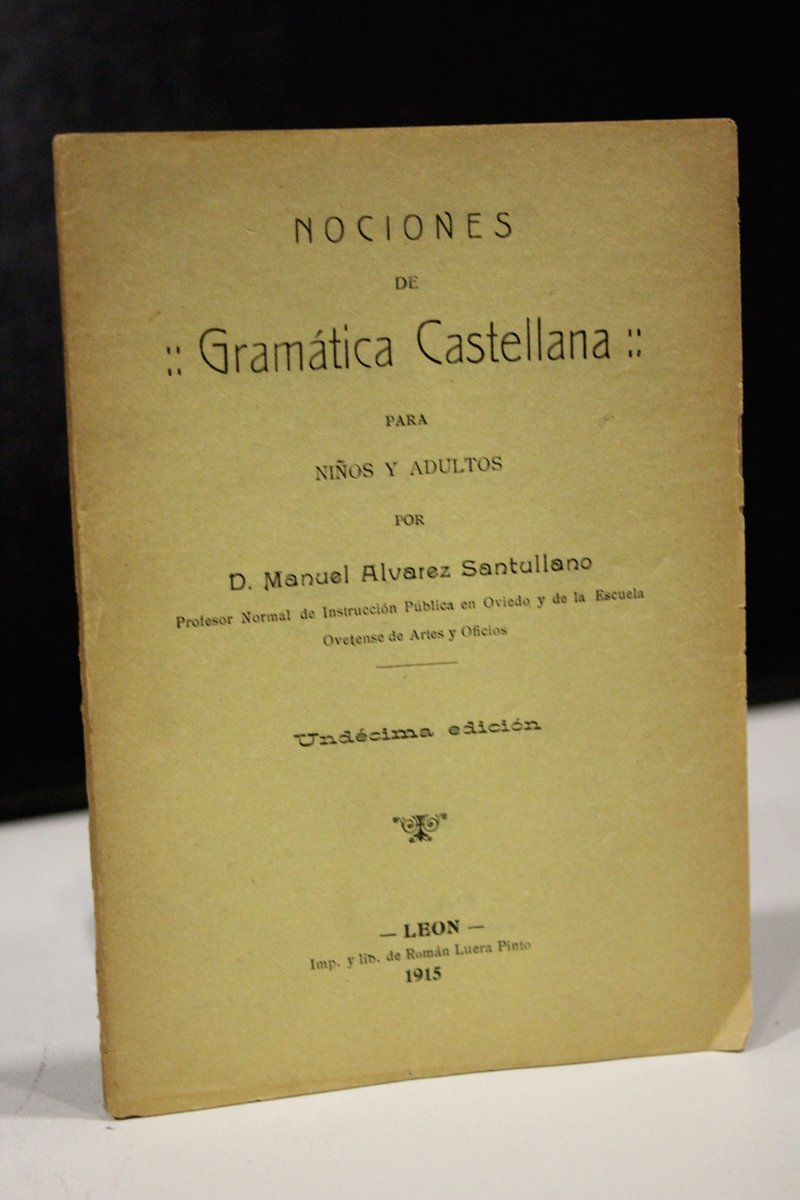 NOCIONES
DE
:: Gramática Castellana ::
PARA
NIÑOS Y ADULTOS
POR
D. Manuel Alvarez Santullano
Profesor Normal de Instrucción Pública en Oviedo y de la Escuela
Ovetense de Artes y Oficios
Undécima edición
— LEON —
Imp. y lib. de Román Luera Pinto
1915